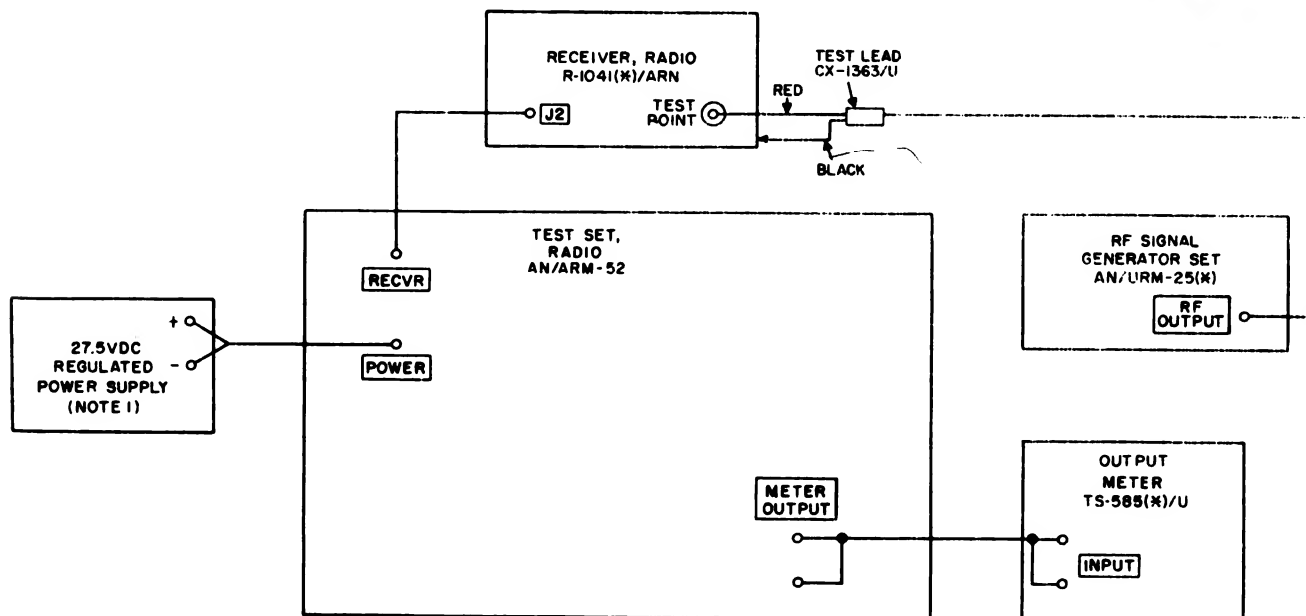 RECEIVER, RADIO
R-1041(*)/ARN
J2
TEST
POINT
TEST LEAD
CX-1363/U
RED
BLACK
TEST SET,
RADIO
AN/ARM-52
RECVR
POWER
+
-
27.5VDC
REGULATED
POWER SUPPLY
(NOTE 1)
RF SIGNAL
GENERATOR SET
AN/URM-25(*)
RF
OUTPUT
METER
OUTPUT
OUTPUT
METER
TS-585(*)/U
INPUT